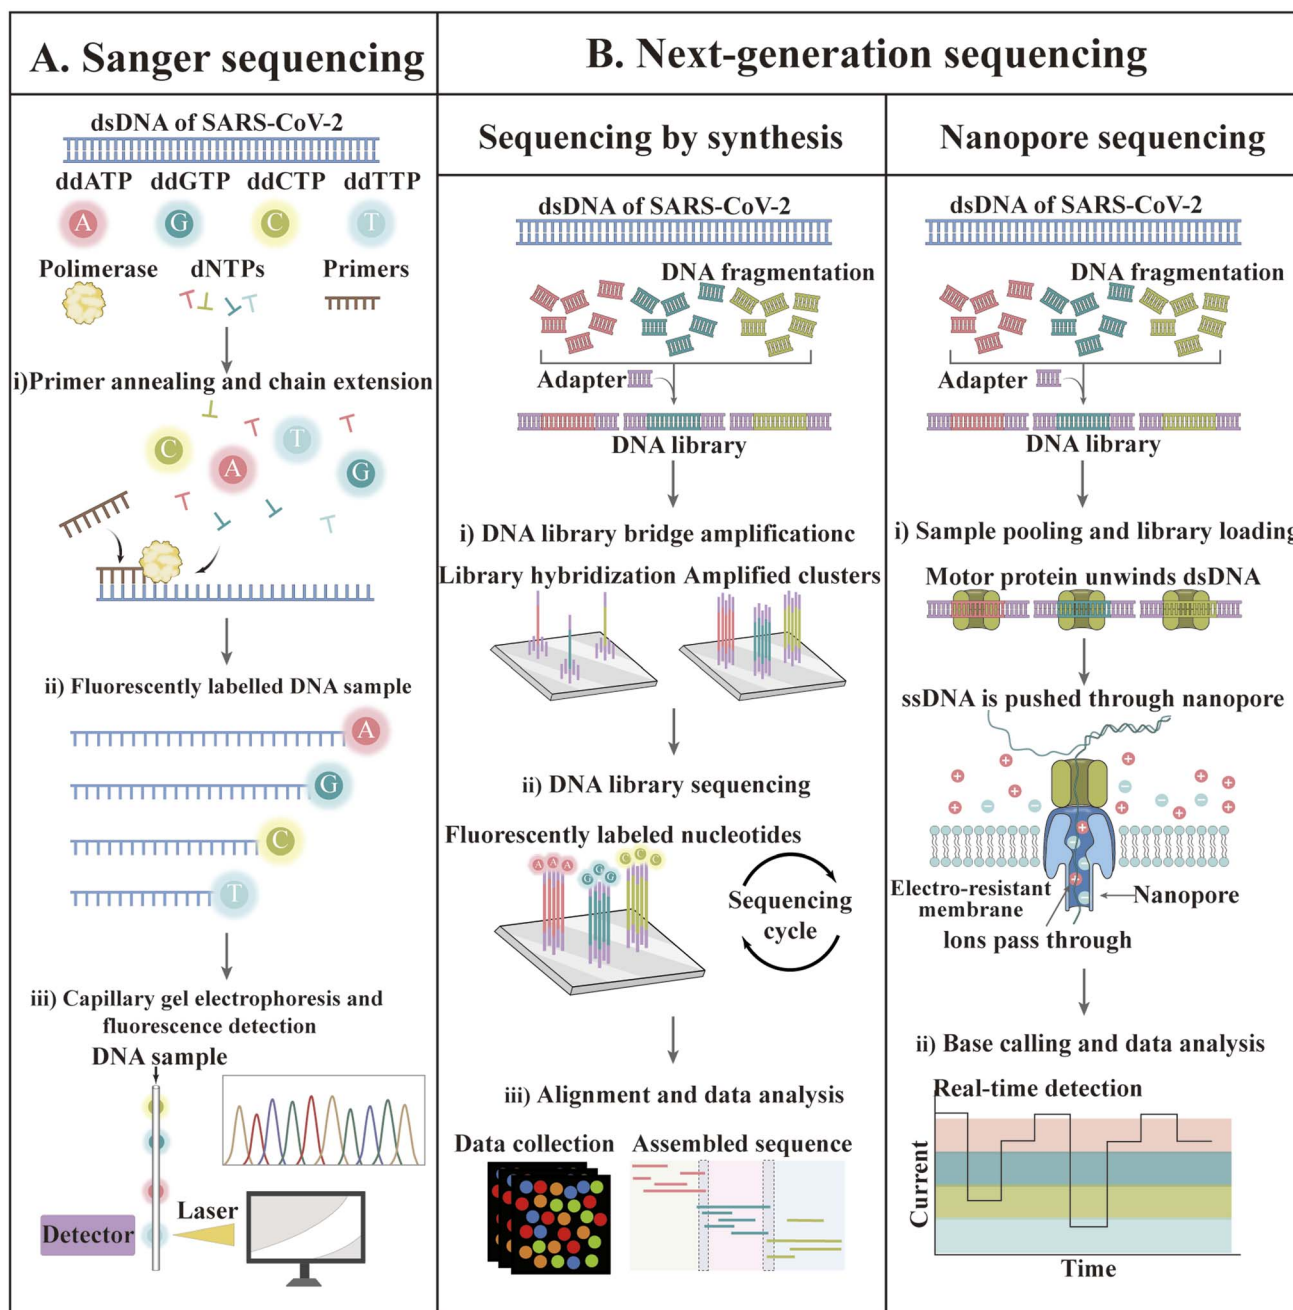 A. Sanger sequencing
dsDNA of SARS-CoV-2
ddATP ddGTP ddCTP ddTTP
A G C T
Polimerase dNTPs Primers
i)Primer annealing and chain extension
C A T G
ii) Fluorescently labelled DNA sample
A
G
C
T
iii) Capillary gel electrophoresis and
fluorescence detection
DNA sample
Laser
Detector
B. Next-generation sequencing
Sequencing by synthesis
dsDNA of SARS-CoV-2
DNA fragmentation
Adapter
DNA library
i) DNA library bridge amplificationc
Library hybridization Amplified clusters
ii) DNA library sequencing
Fluorescently labeled nucleotides
A A A G G G C C C
Sequencing
cycle
iii) Alignment and data analysis
Data collection Assembled sequence
Nanopore sequencing
dsDNA of SARS-CoV-2
DNA fragmentation
Adapter
DNA library
i) Sample pooling and library loading
Motor protein unwinds dsDNA
ssDNA is pushed through nanopore
Electro-resistant
membrane
Nanopore
lons pass through
ii) Base calling and data analysis
Real-time detection
Current
Time